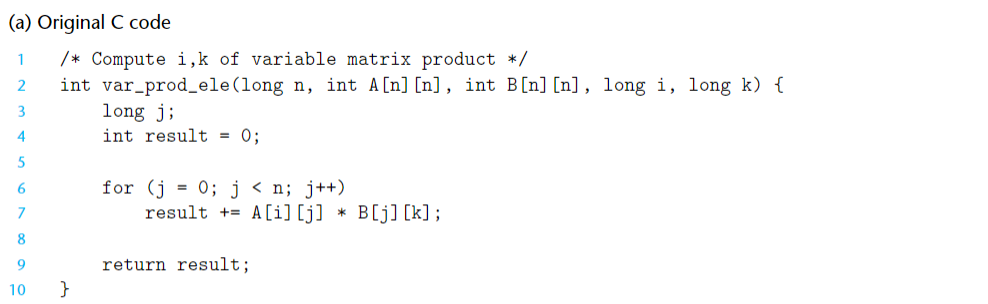 (a) Original C code
1 /* Compute i,k of variable matrix product */
2 int var_prod_ele(long n, int A[n][n], int B[n][n], long i, long k) {
3 long j;
4 int result = 0;
5
6 for (j = 0; j < n; j++)
7 result += A[i][j] * B[j][k];
8
9 return result;
10 }